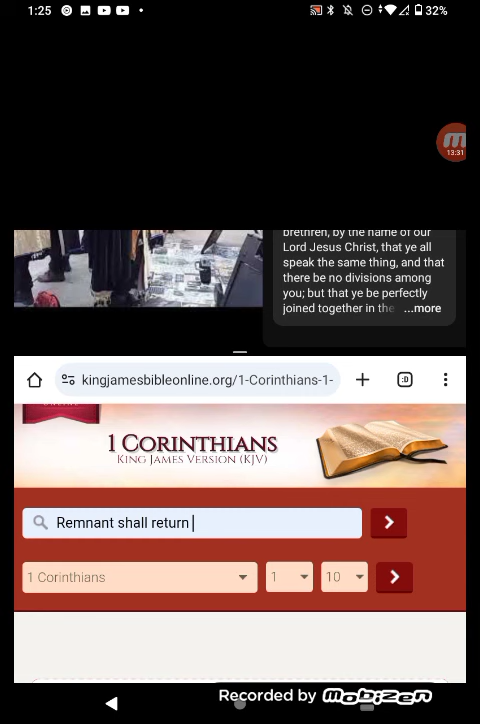 1:25
32%
13:31
brethren, by the name of our
Lord Jesus Christ, that ye all
speak the same thing, and that
there be no divisions among
you; but that ye be perfectly
joined together in the ...more
kingjamesbibleonline.org/1-Corinthians-1-
:D
1 CORINTHIANS
KING JAMES VERSION (KJV)
Remnant shall return
1 Corinthians 1 10
Recorded by Mobizen